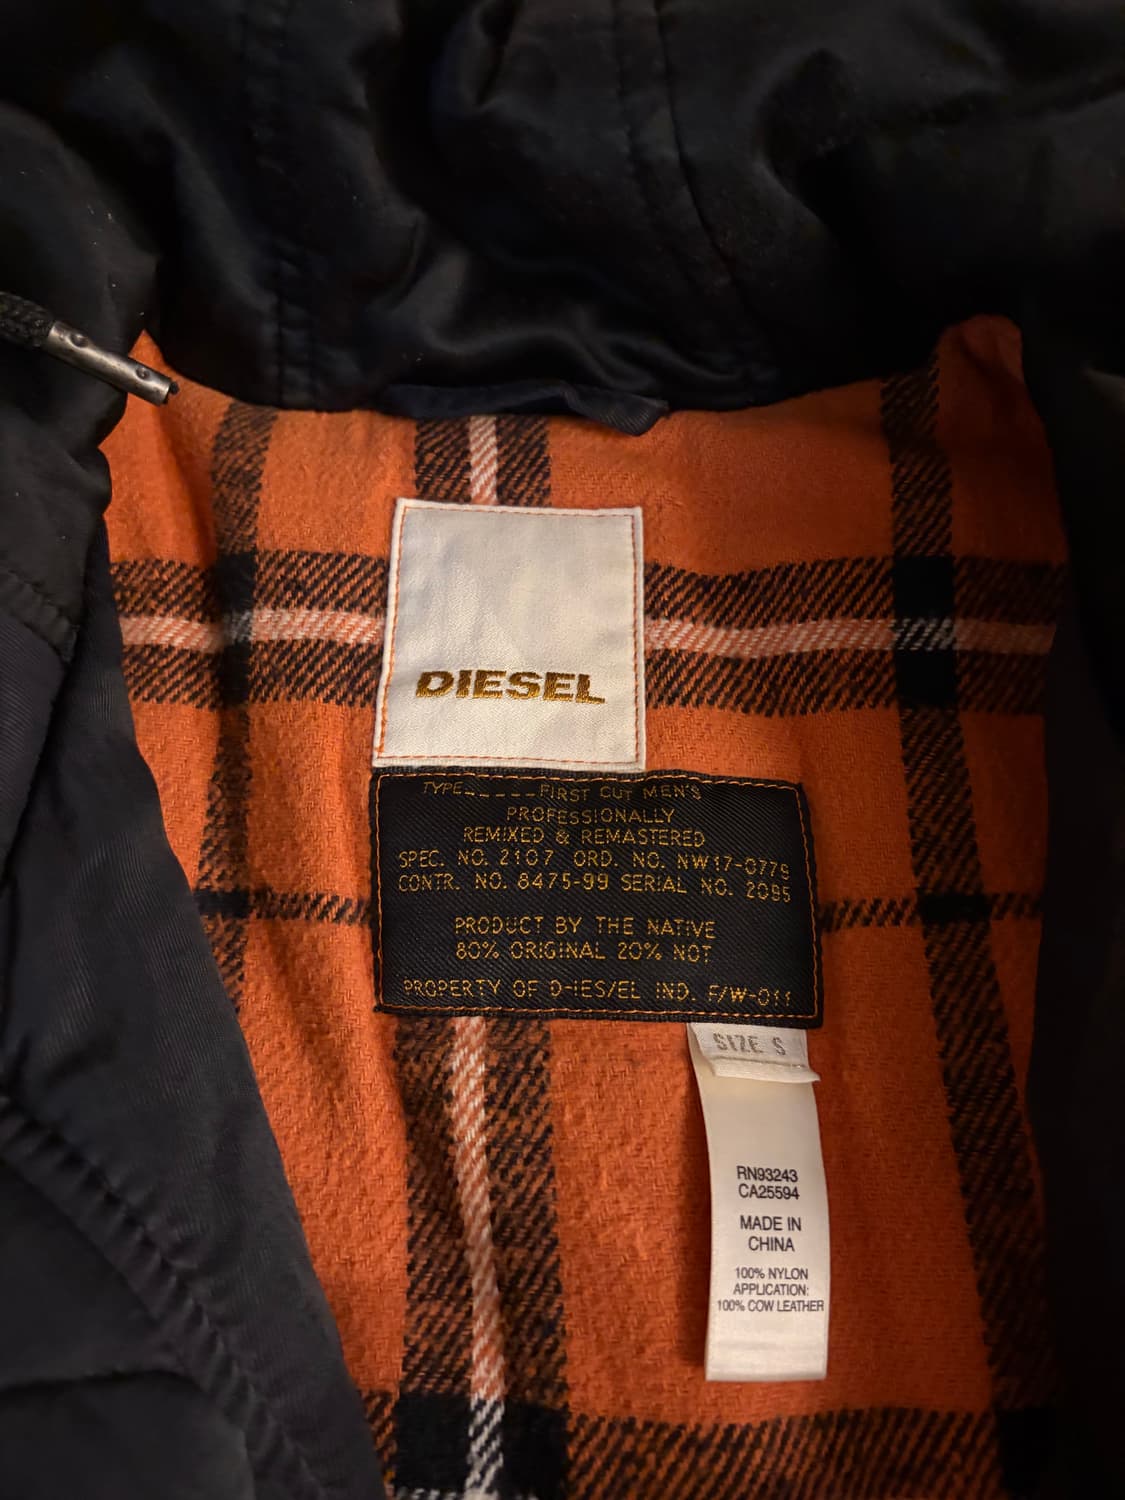 DIESEL
TYPE_____FIRST CUT MEN'S
PROFESSIONALLY
REMIXED & REMASTERED
SPEC. NO. 2107 ORD. NO. NW17-0779
CONTR. NO. 8475-99 SERIAL NO. 2095
PRODUCT BY THE NATIVE
80% ORIGINAL 20% NOT
PROPERTY OF D-IES/EL IND. F/W-011
SIZE S
RN93243
CA25594
MADE IN
CHINA
100% NYLON
APPLICATION:
100% COW LEATHER